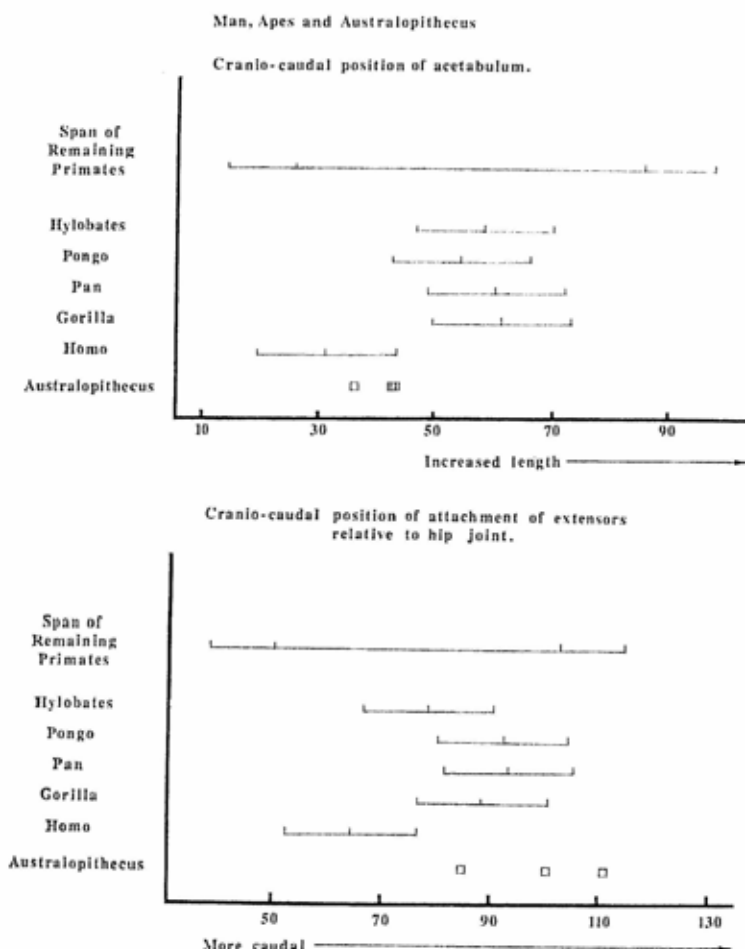 Man, Apes and Australopithecus
Cranio-caudal position of acetabulum.
Span of
Remaining
Primates
Hylobates
Pongo
Pan
Gorilla
Homo
Australopithecus
10 30 50 70 90
Increased length
Cranio-caudal position of attachment of extensors
relative to hip joint.
Span of
Remaining
Primates
Hylobates
Pongo
Pan
Gorilla
Homo
Australopithecus
50 70 90 110 130
More caudal